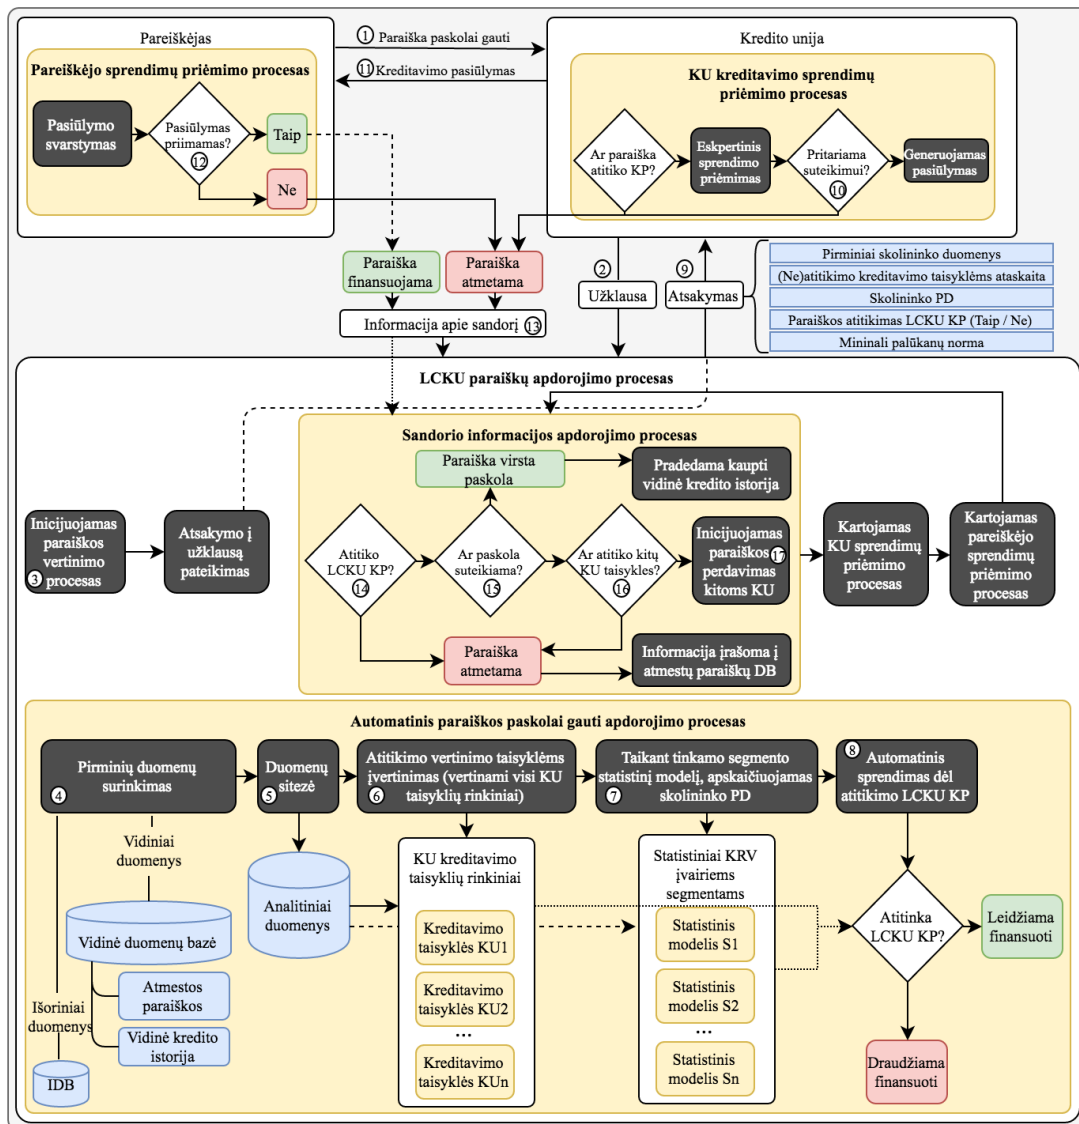 Pareiškėjas
Pareiškėjo sprendimų priėmimo procesas
Pasiūlymo
svarstymas
Pasiūlymas
priimamas?
12
Taip
Ne
1 Paraiška paskolai gauti
11 Kreditavimo pasiūlymas
Kredito unija
KU kreditavimo sprendimų
priėmimo procesas
Ar paraiška
atitiko KP?
Eskpertinis
sprendimo
priėmimas
Pritariama
suteikimui?
10
Generuojamas
pasiūlymas
Paraiška
finansuojama
Paraiška
atmetama
Informacija apie sandorį 13
2
Užklausa
9
Atsakymas
Pirminiai skolininko duomenys
(Ne)atitikimo kreditavimo taisyklėms ataskaita
Skolininko PD
Paraiškos atitikimas LCKU KP (Taip / Ne)
Mininali palūkanų norma
LCKU paraiškų apdorojimo procesas
Sandorio informacijos apdorojimo procesas
Paraiška virsta
paskola
Pradedama kaupti
vidinė kredito istorija
Inicijuojamas
paraiškos
vertinimo
3 procesas
Atsakymo į
užklausą
pateikimas
Atitiko
LCKU KP?
14
Ar paskola
suteikiama?
15
Ar atitiko kitų
KU taisykles?
16
Inicijuojamas
paraiškos 17
perdavimas
kitoms KU
Kartojamas
KU sprendimų
priėmimo
procesas
Kartojamas
pareiškėjo
sprendimų
priėmimo
procesas
Paraiška
atmetama
Informacija įrašoma į
atmestų paraiškų DB
Automatinis paraiškos paskolai gauti apdorojimo procesas
Pirminių duomenų
surinkimas
4
Duomenų
sitezė
5
Atitikimo vertinimo taisyklėms
įvertinimas (vertinami visi KU
6 taisyklių rinkiniai)
Taikant tinkamo segmento
statistinį modelį, apskaičiuojamas
7 skolininko PD
8 Automatinis
sprendimas dėl
atitikimo LCKU KP
Vidiniai
duomenys
Vidinė duomenų bazė
Atmestos
paraiškos
Vidinė kredito
istorija
Išoriniai
duomenys
IDB
Analitiniai
duomenys
KU kreditavimo
taisyklių rinkiniai
Kreditavimo
taisyklės KU1
Kreditavimo
taisyklės KU2
...
Kreditavimo
taisyklės KUn
Statistiniai KRV
įvairiems
segmentams
Statistinis
modelis S1
Statistinis
modelis S2
...
Statistinis
modelis Sn
Atitinka
LCKU KP?
Leidžiama
finansuoti
Draudžiama
finansuoti